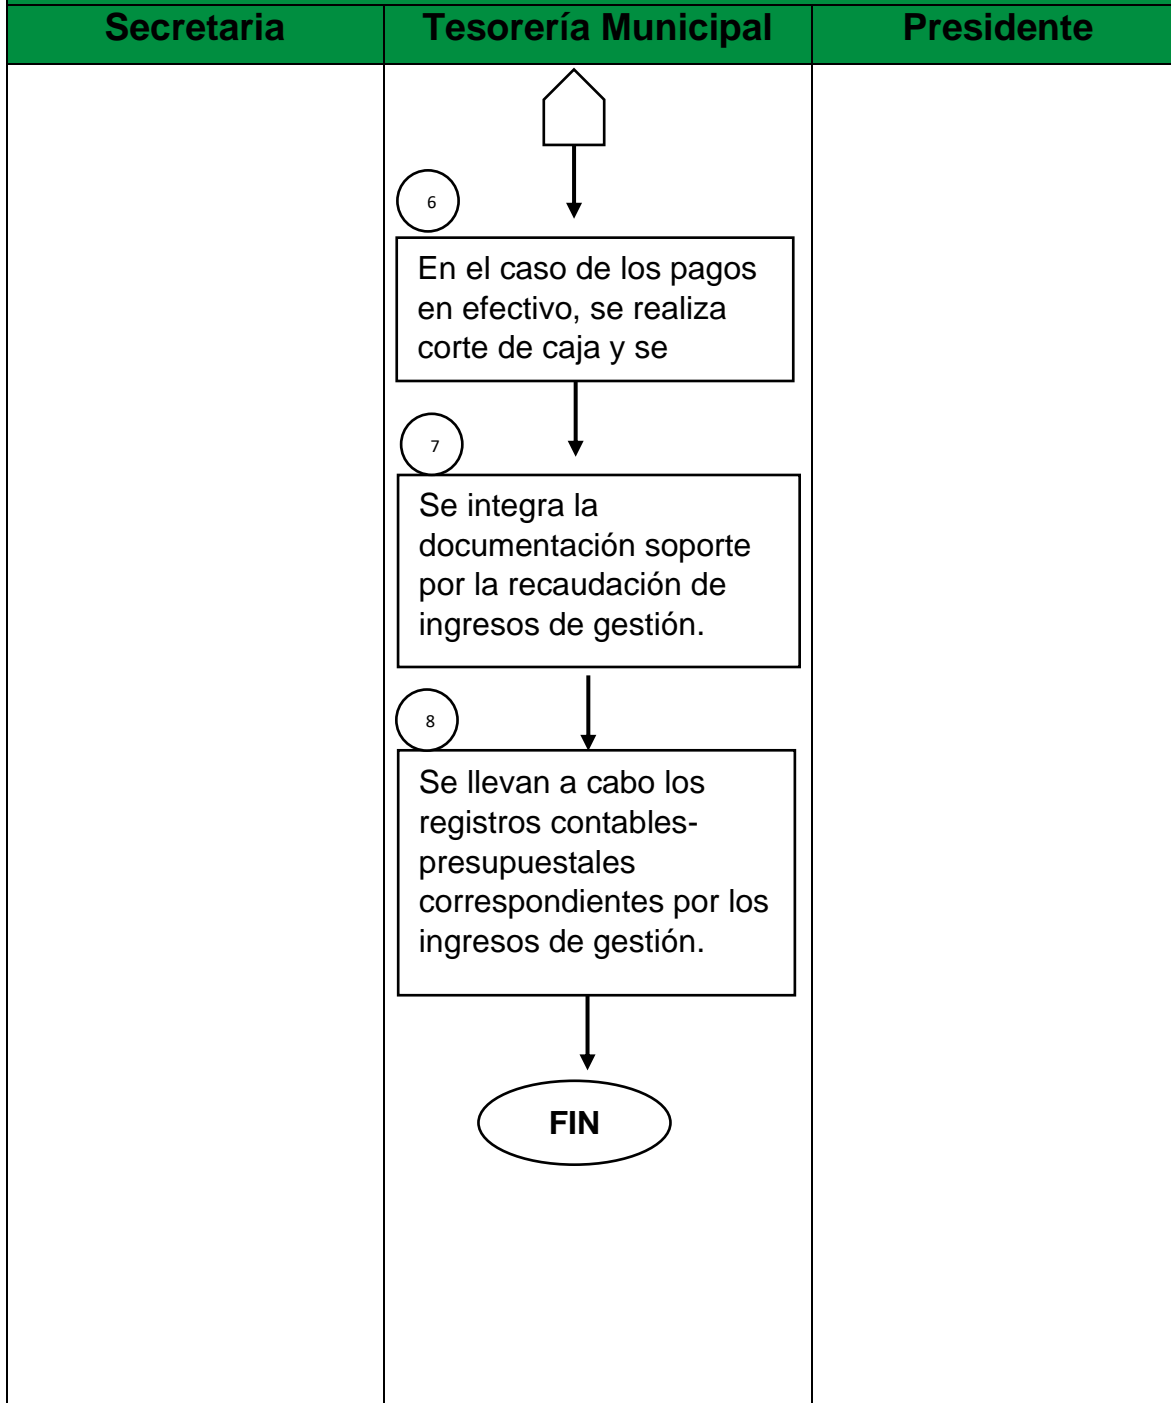 Secretaria
Tesorería Municipal
Presidente
6
En el caso de los pagos
en efectivo, se realiza
corte de caja y se
7
Se integra la
documentación soporte
por la recaudación de
ingresos de gestión.
8
Se llevan a cabo los
registros contables-
presupuestales
correspondientes por los
ingresos de gestión.
FIN